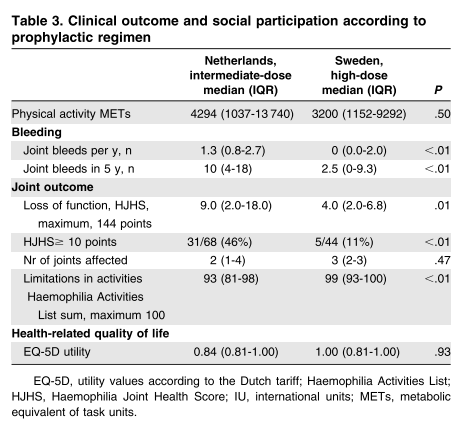 Table 3. Clinical outcome and social participation according to
prophylactic regimen
Netherlands, intermediate-dose median (IQR) Sweden, high-dose median (IQR) P
Physical activity METs 4294 (1037-13 740) 3200 (1152-9292) .50
Bleeding
Joint bleeds per y, n 1.3 (0.8-2.7) 0 (0.0-2.0) <.01
Joint bleeds in 5 y, n 10 (4-18) 2.5 (0-9.3) <.01
Joint outcome
Loss of function, HJHS, 9.0 (2.0-18.0) 4.0 (2.0-6.8) .01
maximum, 144 points
HJHS≥ 10 points 31/68 (46%) 5/44 (11%) <.01
Nr of joints affected 2 (1-4) 3 (2-3) .47
Limitations in activities 93 (81-98) 99 (93-100) <.01
Haemophilia Activities
List sum, maximum 100
Health-related quality of life
EQ-5D utility 0.84 (0.81-1.00) 1.00 (0.81-1.00) .93
EQ-5D, utility values according to the Dutch tariff; Haemophilia Activities List;
HJHS, Haemophilia Joint Health Score; IU, international units; METs, metabolic
equivalent of task units.